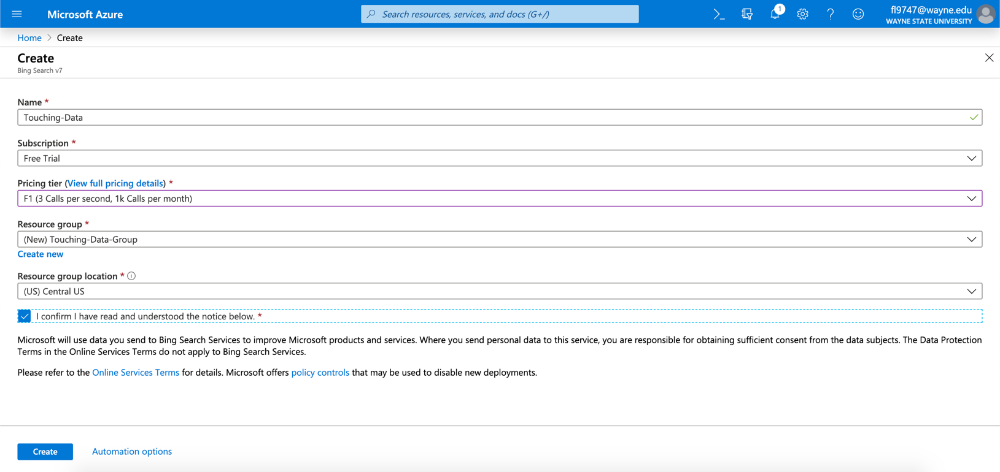 Microsoft Azure
Search resources, services, and docs (G+/)
1
fl9747@wayne.edu
WAYNE STATE UNIVERSITY
Home > Create
Create
Bing Search v7
Name *
Touching-Data
Subscription *
Free Trial
Pricing tier (View full pricing details) *
F1 (3 Calls per second, 1k Calls per month)
Resource group *
(New) Touching-Data-Group
Create new
Resource group location *
(US) Central US
I confirm I have read and understood the notice below. *
Microsoft will use data you send to Bing Search Services to improve Microsoft products and services. Where you send personal data to this service, you are responsible for obtaining sufficient consent from the data subjects. The Data Protection
Terms in the Online Services Terms do not apply to Bing Search Services.
Please refer to the Online Services Terms for details. Microsoft offers policy controls that may be used to disable new deployments.
Create
Automation options